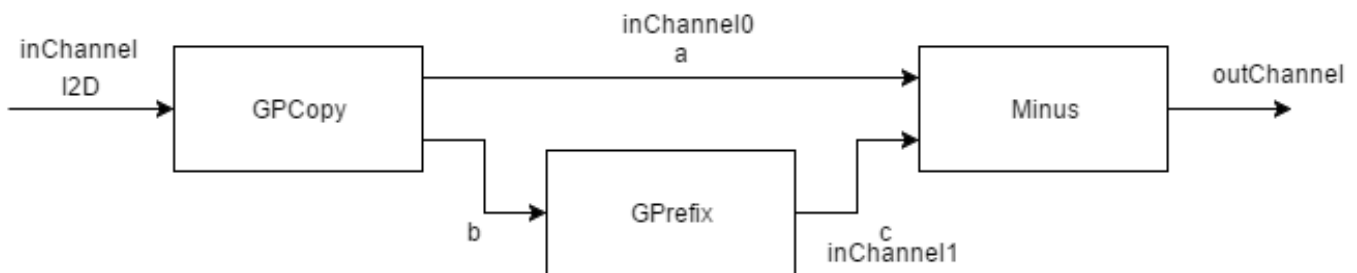 inChannel
I2D
GPCopy
inChannel0
a
Minus
outChannel
b
GPrefix
c
inChannel1